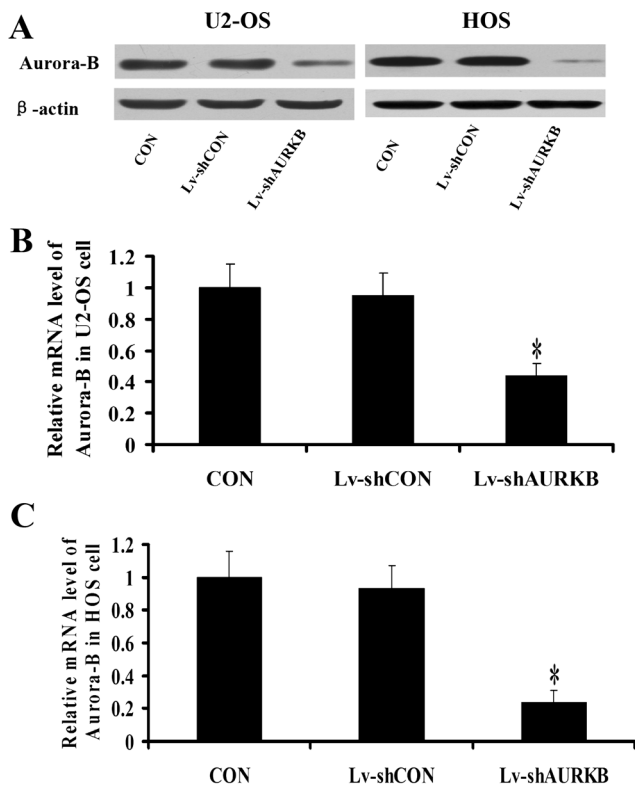 A
U2-OS
HOS
Aurora-B
β-actin
CON
Lv-shCON
Lv-shAURKB
CON
Lv-shCON
Lv-shAURKB
B
Relative mRNA level of
Aurora-B in U2-OS cell
1.2
1
0.8
0.6
0.4
0.2
0
*
CON
Lv-shCON
Lv-shAURKB
C
Relative mRNA level of
Aurora-B in HOS cell
1.2
1
0.8
0.6
0.4
0.2
0
*
CON
Lv-shCON
Lv-shAURKB